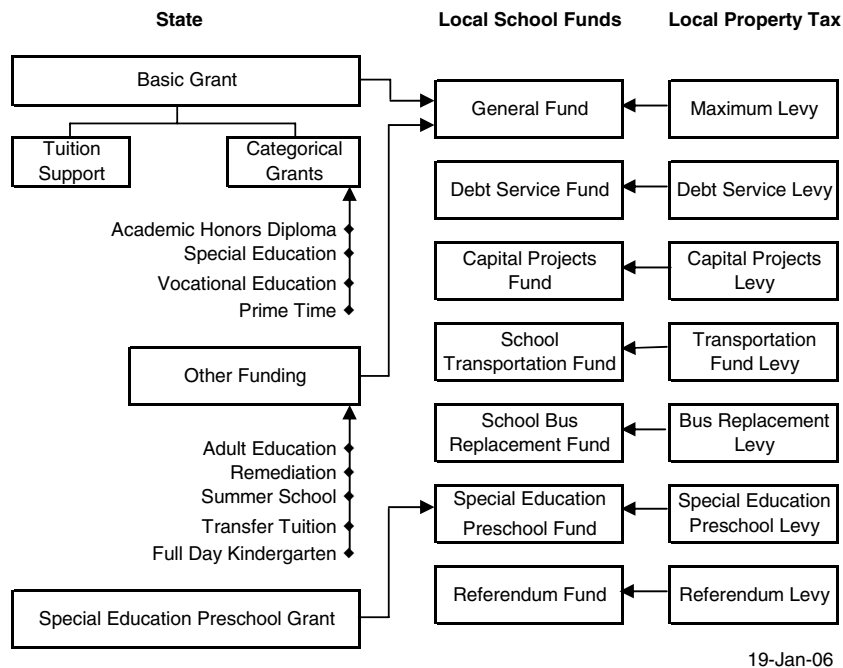 State
Local School Funds
Local Property Tax
Basic Grant
Tuition
Support
Categorical
Grants
Academic Honors Diploma
Special Education
Vocational Education
Prime Time
Other Funding
Adult Education
Remediation
Summer School
Transfer Tuition
Full Day Kindergarten
Special Education Preschool Grant
General Fund
Debt Service Fund
Capital Projects
Fund
School
Transportation Fund
School Bus
Replacement Fund
Special Education
Preschool Fund
Referendum Fund
Maximum Levy
Debt Service Levy
Capital Projects
Levy
Transportation
Fund Levy
Bus Replacement
Levy
Special Education
Preschool Levy
Referendum Levy
19-Jan-06